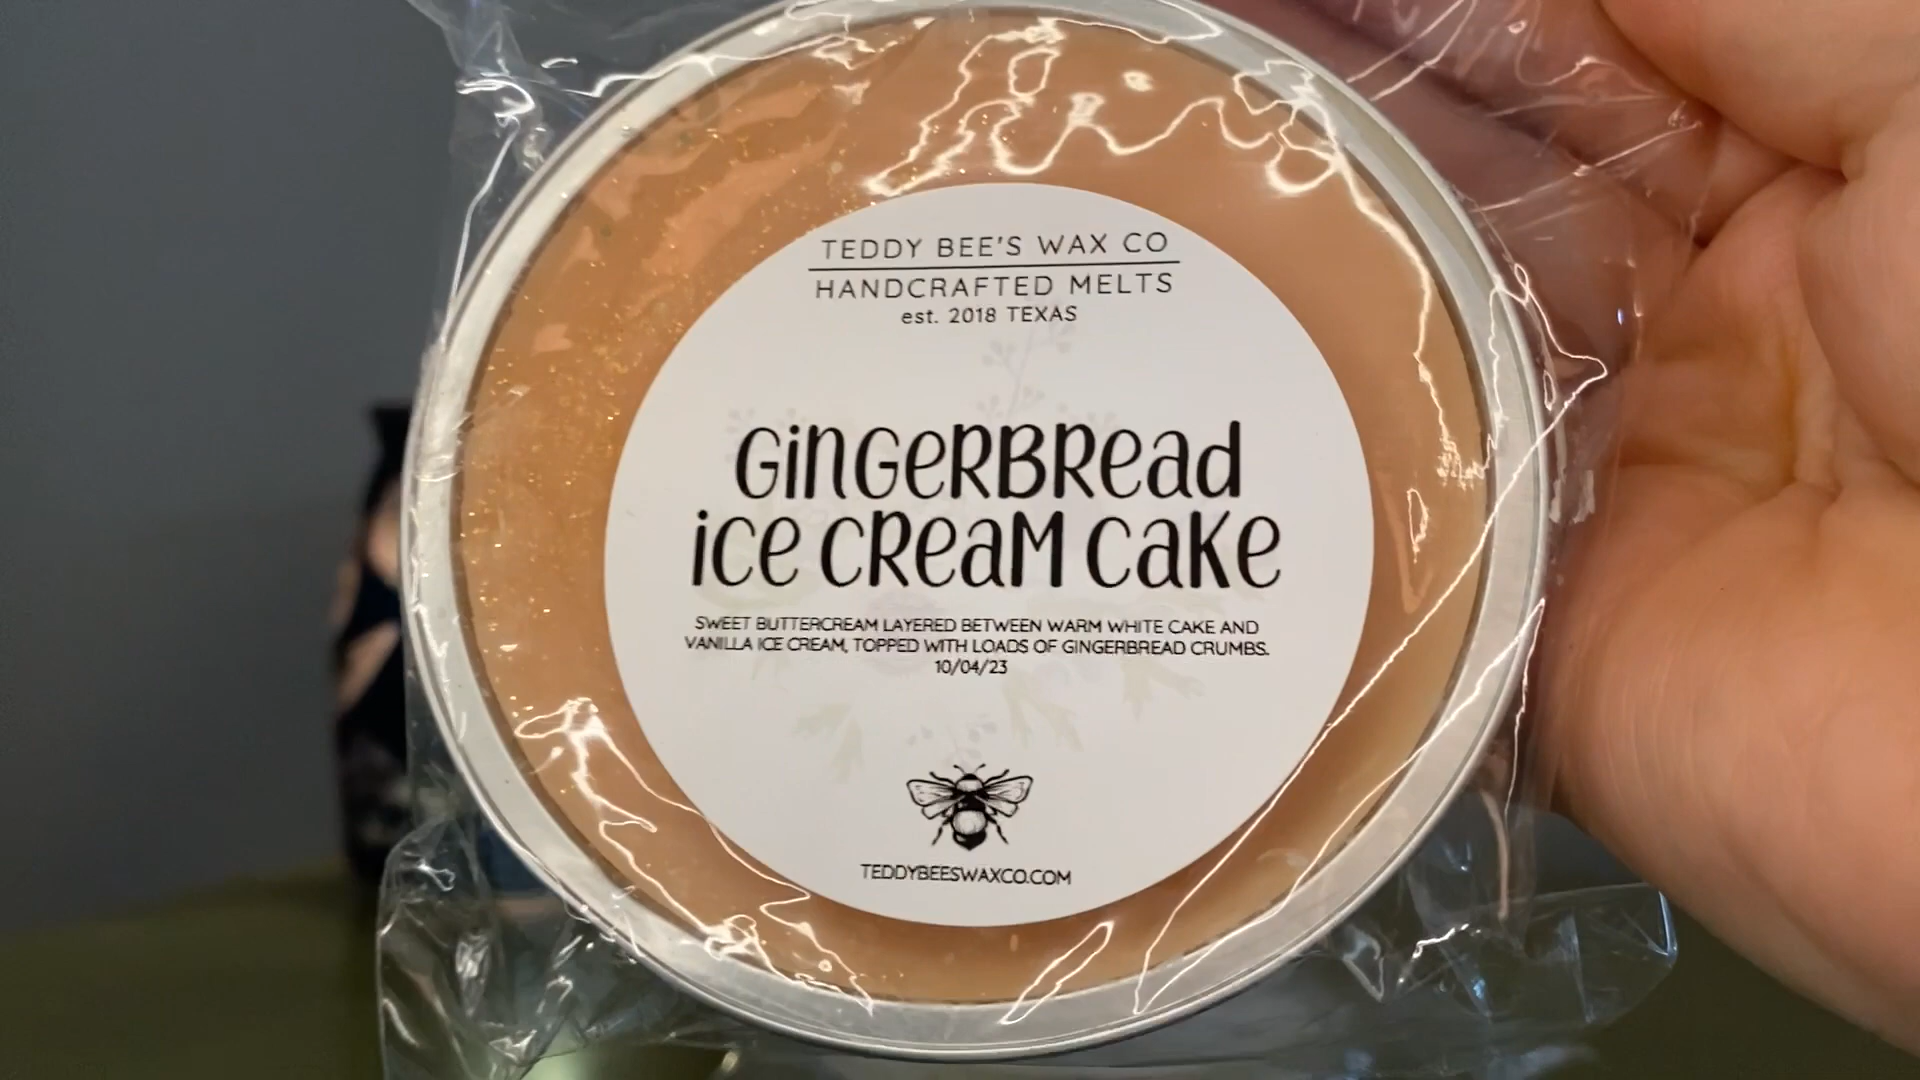 TEDDY BEE'S WAX CO
HANDCRAFTED MELTS
est. 2018 TEXAS
GiNGeRBRead
iCe CReaM CaKe
SWEET BUTTERCREAM LAYERED BETWEEN WARM WHITE CAKE AND
VANILLA ICE CREAM, TOPPED WITH LOADS OF GINGERBREAD CRUMBS.
10/04/23
TEDDYBEESWAXCO.COM